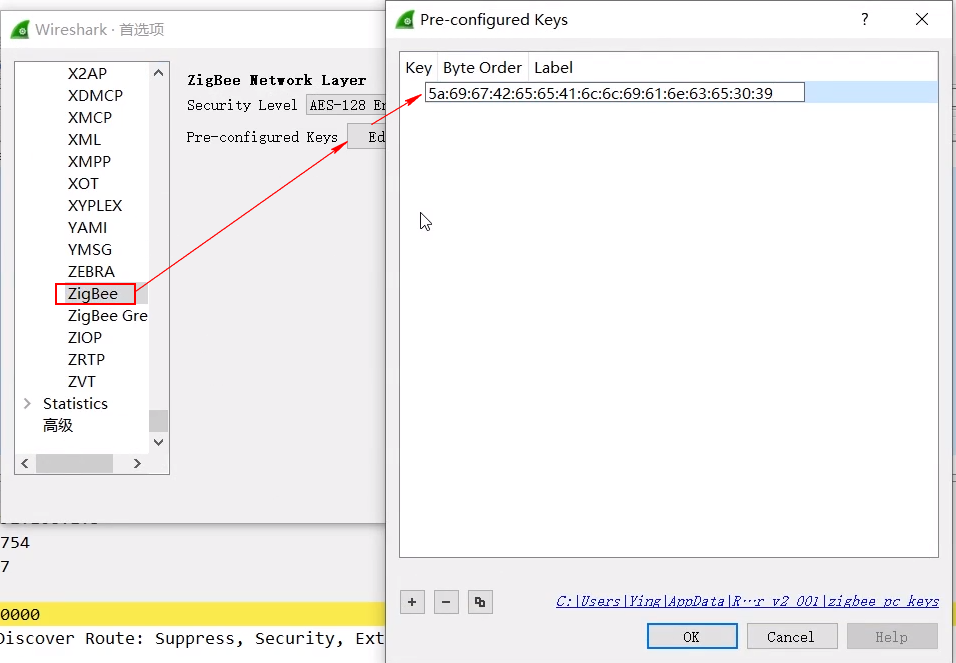 Wireshark · 首选项
X2AP
XDMCP
XMCP
XML
XMPP
XOT
XYPLEX
YAMI
YMSG
ZEBRA
ZigBee
ZigBee Gre
ZIOP
ZRTP
ZVT
Statistics
高级
ZigBee Network Layer
Security Level AES-128 En
Pre-configured Keys Ed
754
7
0000
Discover Route: Suppress, Security, Ext
Pre-configured Keys
?
Key Byte Order Label
5a:69:67:42:65:65:41:6c:6c:69:61:6e:63:65:30:39
C:\Users\Ying\AppData\R…r v2 001\zigbee_pc_keys
OK Cancel Help